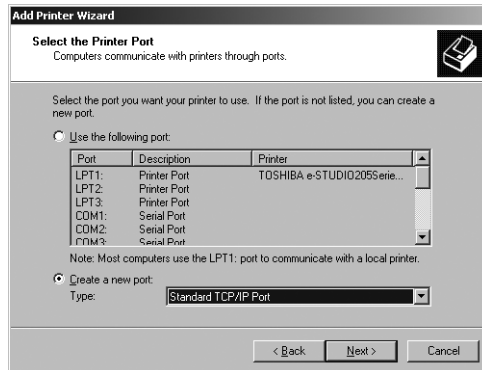 Add Printer Wizard
Select the Printer Port
Computers communicate with printers through ports.
Select the port you want your printer to use. If the port is not listed, you can create a
new port.
Use the following port:
Port Description Printer
LPT1: Printer Port TOSHIBA e-STUDIO205Serie...
LPT2: Printer Port
LPT3: Printer Port
COM1: Serial Port
COM2: Serial Port
COM3: Serial Port
Note: Most computers use the LPT1: port to communicate with a local printer.
Create a new port:
Type: Standard TCP/IP Port
< Back Next > Cancel